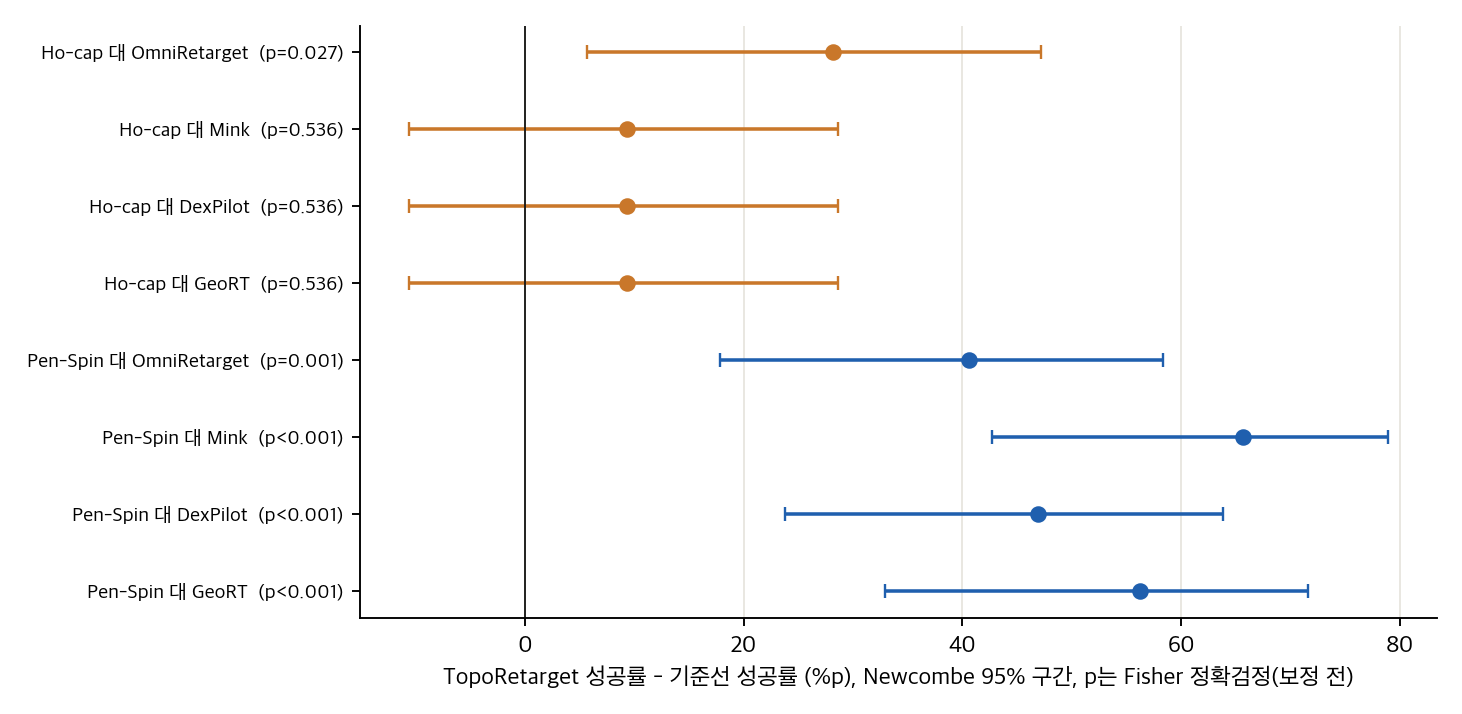 Ho-cap 대 OmniRetarget (p=0.027)
Ho-cap 대 Mink (p=0.536)
Ho-cap 대 DexPilot (p=0.536)
Ho-cap 대 GeoRT (p=0.536)
Pen-Spin 대 OmniRetarget (p=0.001)
Pen-Spin 대 Mink (p<0.001)
Pen-Spin 대 DexPilot (p<0.001)
Pen-Spin 대 GeoRT (p<0.001)
0 20 40 60 80
TopoRetarget 성공률 - 기준선 성공률 (%p), Newcombe 95% 구간, p는 Fisher 정확검정(보정 전)